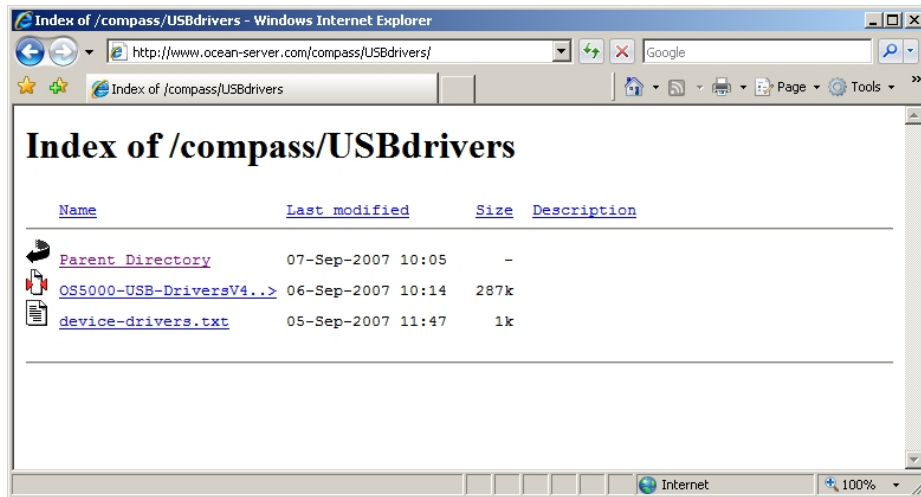 Index of /compass/USBdrivers - Windows Internet Explorer
http://www.ocean-server.com/compass/USBdrivers/
Google
Index of /compass/USBdrivers
Page
Tools
»
Index of /compass/USBdrivers
Name Last modified Size Description
Parent Directory 07-Sep-2007 10:05 -
OS5000-USB-DriversV4..> 06-Sep-2007 10:14 287k
device-drivers.txt 05-Sep-2007 11:47 1k
Internet
100%